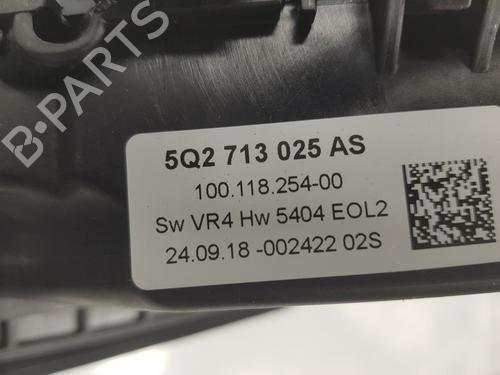 B-PARTS
5Q2 713 025 AS
100.118.254-00
Sw VR4 Hw 5404 EOL2
24.09.18 -002422 02S